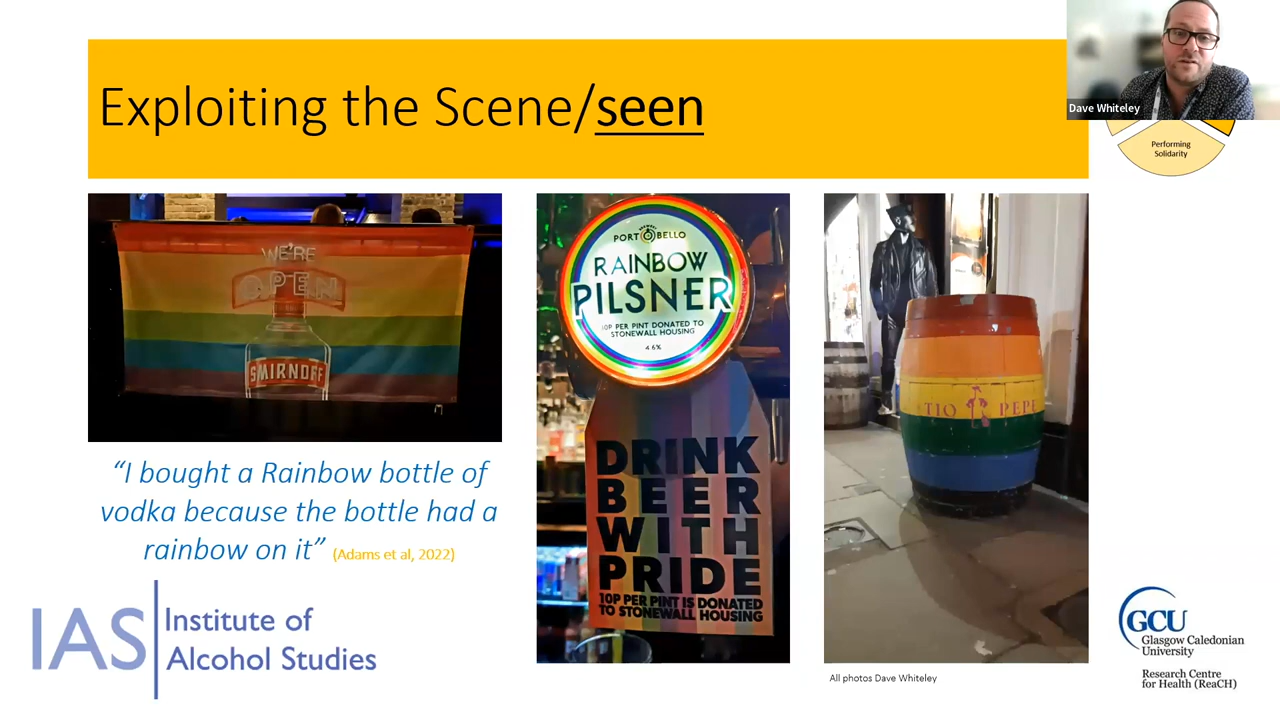 Exploiting the Scene/seen
Dave Whiteley
Performing
Solidarity
WE'RE
OPEN
SMIRNOFF
PORTOBELLO
RAINBOW
PILSNER
10P PER PINT DONATED TO
STONEWALL HOUSING
4.6%
DRINK
BEER
WITH
PRIDE
10P PER PINT IS DONATED
TO STONEWALL HOUSING
TIO PEPE
“I bought a Rainbow bottle of
vodka because the bottle had a
rainbow on it” (Adams et al, 2022)
All photos Dave Whiteley
IAS
Institute of
Alcohol Studies
GCU
Glasgow Caledonian
University
Research Centre
for Health (ReaCH)